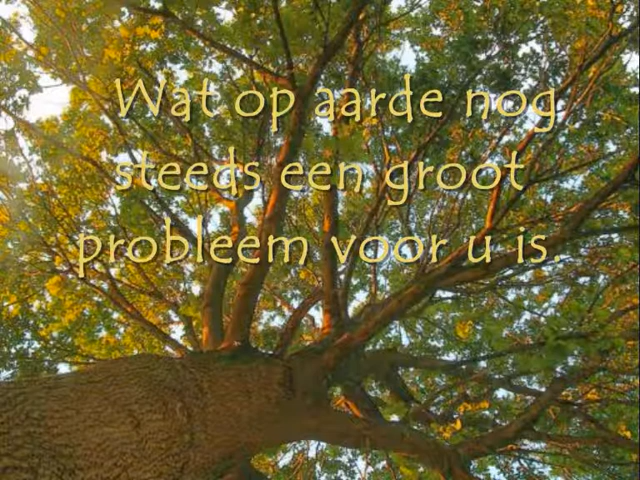 Wat op aarde nog
steeds een groot
probleem voor u is.